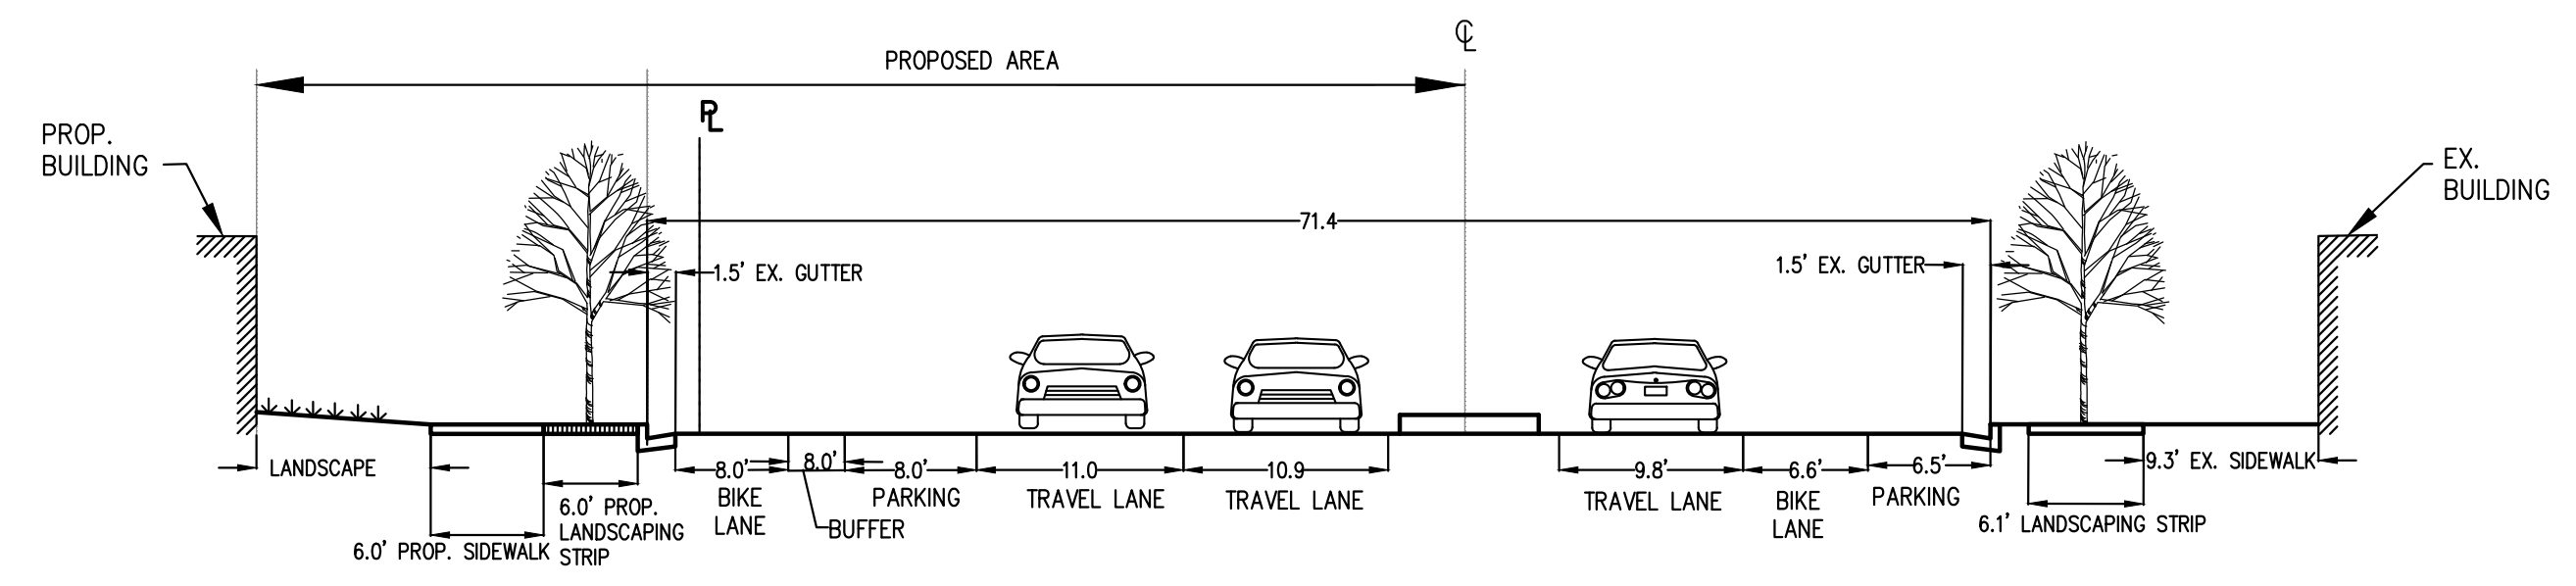 ℄
PROPOSED AREA
PL
PROP.
BUILDING
EX.
BUILDING
71.4
1.5' EX. GUTTER
1.5' EX. GUTTER
LANDSCAPE
8.0'
BIKE
LANE
8.0'
BUFFER
8.0'
PARKING
11.0
TRAVEL LANE
10.9
TRAVEL LANE
9.8'
TRAVEL LANE
6.6'
BIKE
LANE
6.5'
PARKING
9.3' EX. SIDEWALK
6.0' PROP.
LANDSCAPING
STRIP
6.0' PROP. SIDEWALK
6.1' LANDSCAPING STRIP